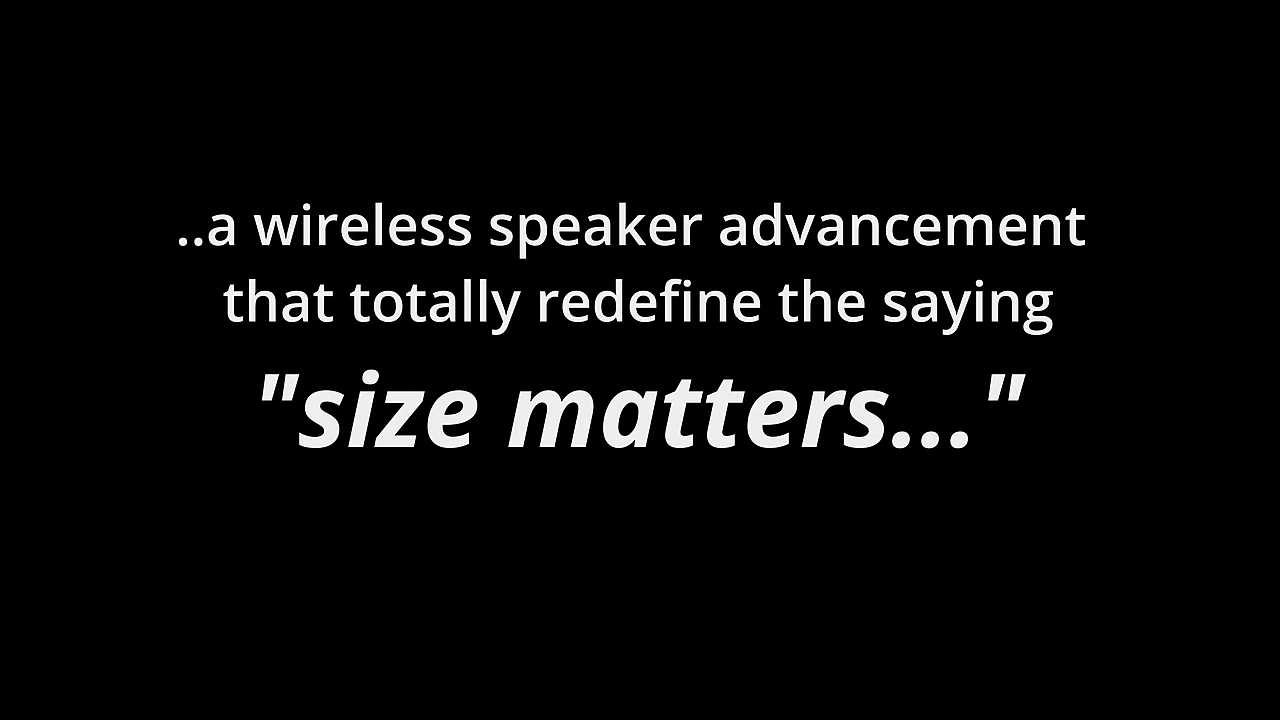 ..a wireless speaker advancement
that totally redefine the saying
"size matters..."